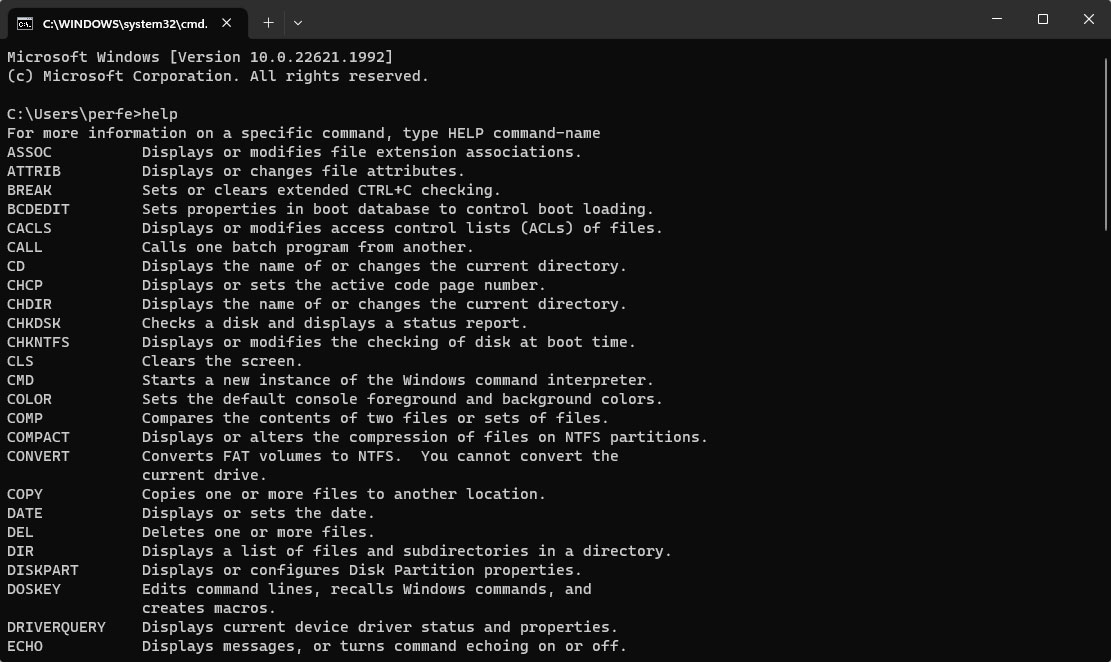 C:\WINDOWS\system32\cmd.
Microsoft Windows [Version 10.0.22621.1992]
(c) Microsoft Corporation. All rights reserved.
C:\Users\perfe>help
For more information on a specific command, type HELP command-name
ASSOC          Displays or modifies file extension associations.
ATTRIB         Displays or changes file attributes.
BREAK          Sets or clears extended CTRL+C checking.
BCDEDIT        Sets properties in boot database to control boot loading.
CACLS          Displays or modifies access control lists (ACLs) of files.
CALL           Calls one batch program from another.
CD             Displays the name of or changes the current directory.
CHCP           Displays or sets the active code page number.
CHDIR          Displays the name of or changes the current directory.
CHKDSK         Checks a disk and displays a status report.
CHKNTFS        Displays or modifies the checking of disk at boot time.
CLS            Clears the screen.
CMD            Starts a new instance of the Windows command interpreter.
COLOR          Sets the default console foreground and background colors.
COMP           Compares the contents of two files or sets of files.
COMPACT        Displays or alters the compression of files on NTFS partitions.
CONVERT        Converts FAT volumes to NTFS.  You cannot convert the
               current drive.
COPY           Copies one or more files to another location.
DATE           Displays or sets the date.
DEL            Deletes one or more files.
DIR            Displays a list of files and subdirectories in a directory.
DISKPART       Displays or configures Disk Partition properties.
DOSKEY         Edits command lines, recalls Windows commands, and
               creates macros.
DRIVERQUERY    Displays current device driver status and properties.
ECHO           Displays messages, or turns command echoing on or off.